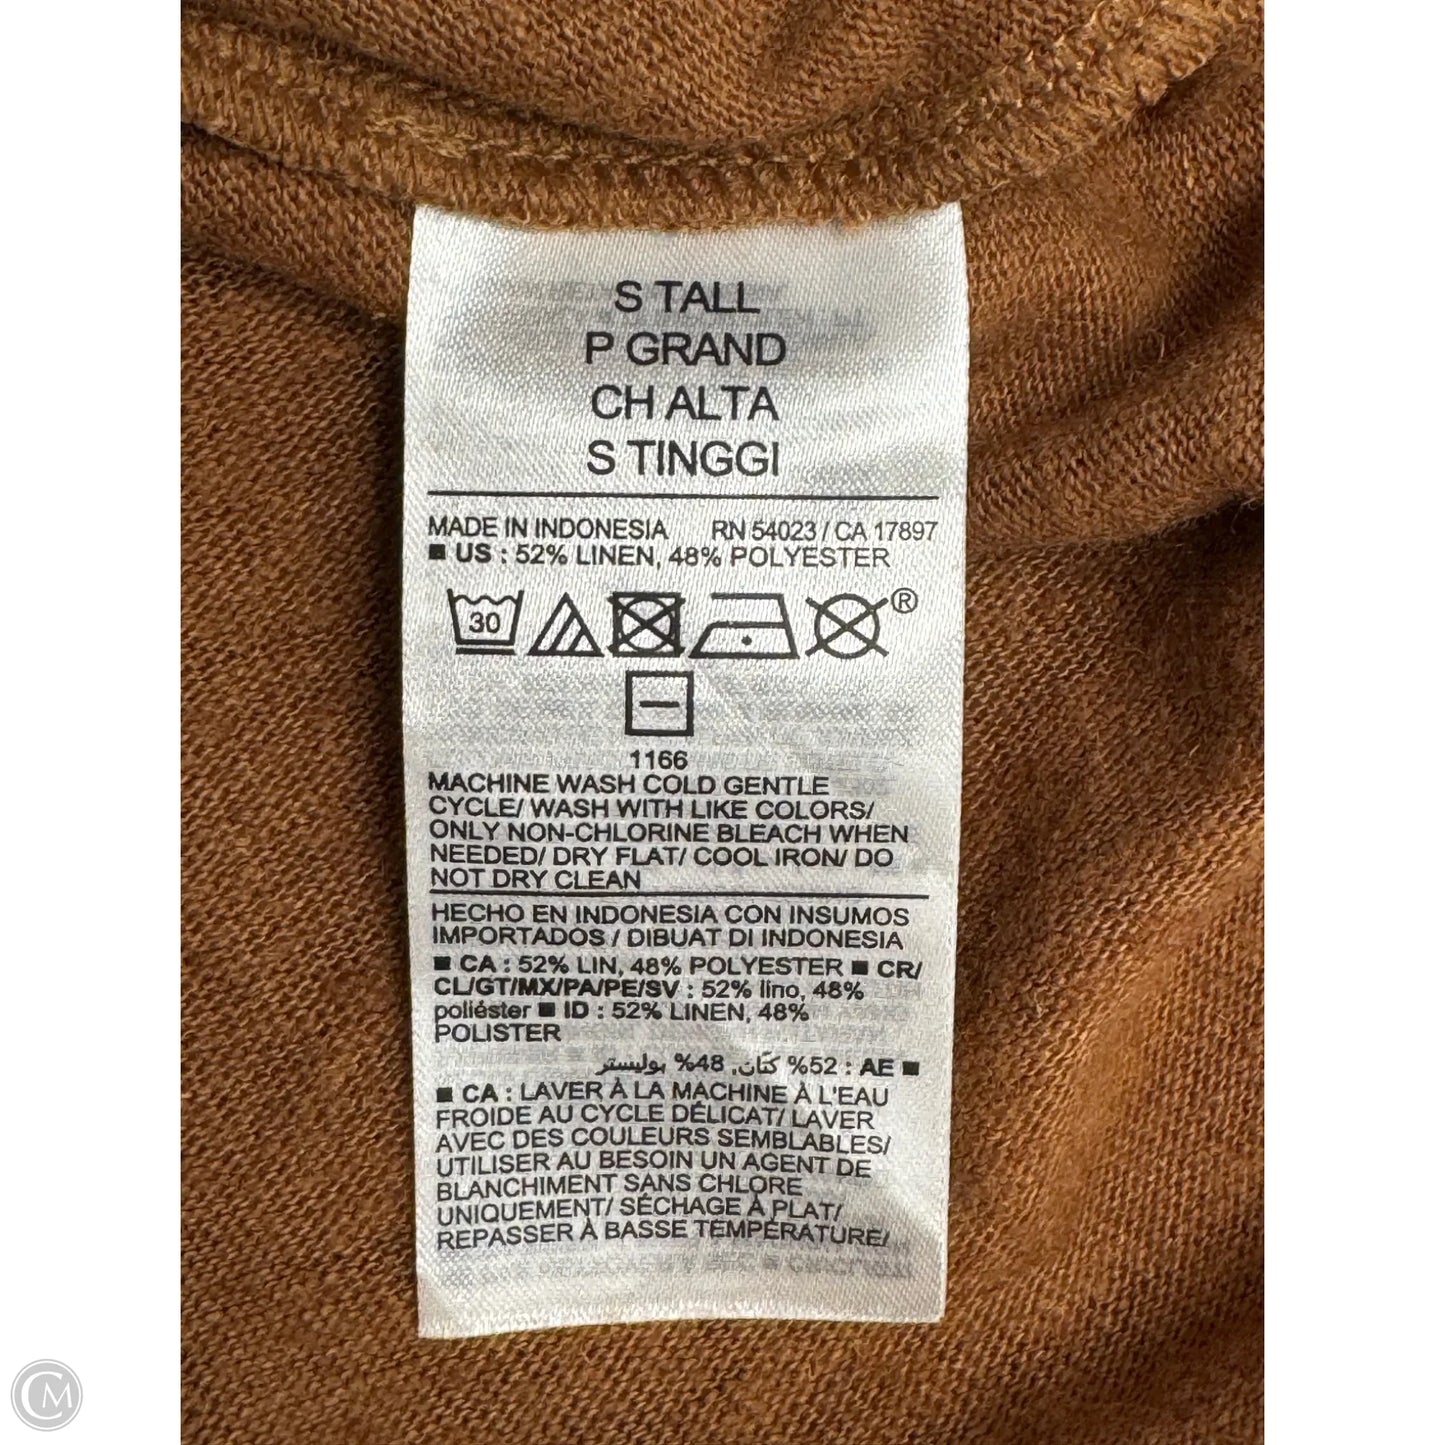 S TALL
P GRAND
CH ALTA
S TINGGI
MADE IN INDONESIA RN 54023 / CA 17897
■ US : 52% LINEN, 48% POLYESTER
30 ®
1166
MACHINE WASH COLD GENTLE
CYCLE/ WASH WITH LIKE COLORS/
ONLY NON-CHLORINE BLEACH WHEN
NEEDED/ DRY FLAT/ COOL IRON/ DO
NOT DRY CLEAN
HECHO EN INDONESIA CON INSUMOS
IMPORTADOS / DIBUAT DI INDONESIA
■ CA : 52% LIN, 48% POLYESTER ■ CR/
CL/GT/MX/PA/PE/SV : 52% lino, 48%
poliéster ■ ID : 52% LINEN, 48%
POLISTER
■ AE : 52% كتّان, 48% بوليستر
■ CA : LAVER À LA MACHINE À L'EAU
FROIDE AU CYCLE DÉLICAT/ LAVER
AVEC DES COULEURS SEMBLABLES/
UTILISER AU BESOIN UN AGENT DE
BLANCHIMENT SANS CHLORE
UNIQUEMENT/ SÉCHAGE À PLAT/
REPASSER À BASSE TEMPÉRATURE/
CM